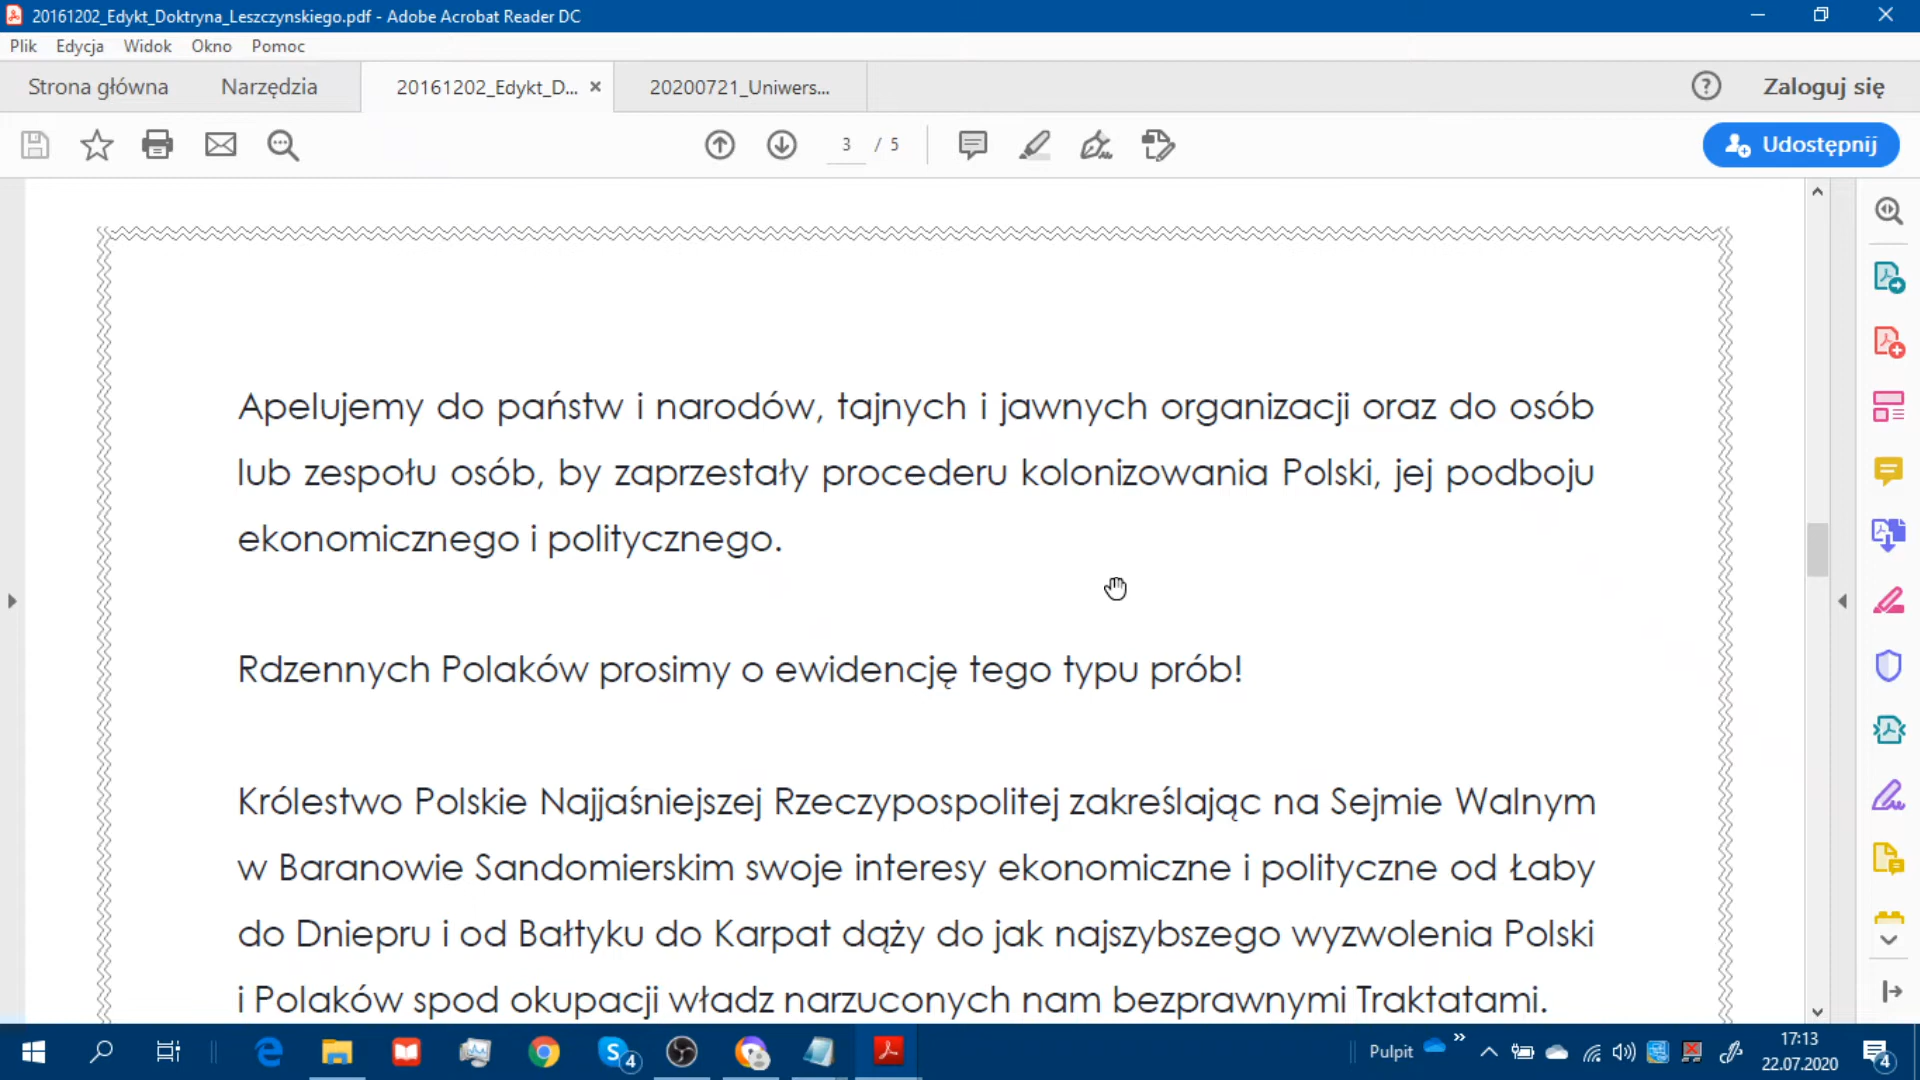 20161202_Edykt_Doktryna_Leszczynskiego.pdf - Adobe Acrobat Reader DC
Plik Edycja Widok Okno Pomoc
Strona główna Narzędzia 20161202_Edykt_D... 20200721_Uniwers... Zaloguj się
3 / 5 Udostępnij
Apelujemy do państw i narodów, tajnych i jawnych organizacji oraz do osób
lub zespołu osób, by zaprzestały procederu kolonizowania Polski, jej podboju
ekonomicznego i politycznego.
Rdzennych Polaków prosimy o ewidencję tego typu prób!
Królestwo Polskie Najjaśniejszej Rzeczypospolitej zakreślając na Sejmie Walnym
w Baranowie Sandomierskim swoje interesy ekonomiczne i polityczne od Łaby
do Dniepru i od Bałtyku do Karpat dąży do jak najszybszego wyzwolenia Polski
i Polaków spod okupacji władz narzuconych nam bezprawnymi Traktatami.
4 Pulpit 17:13
22.07.2020 4